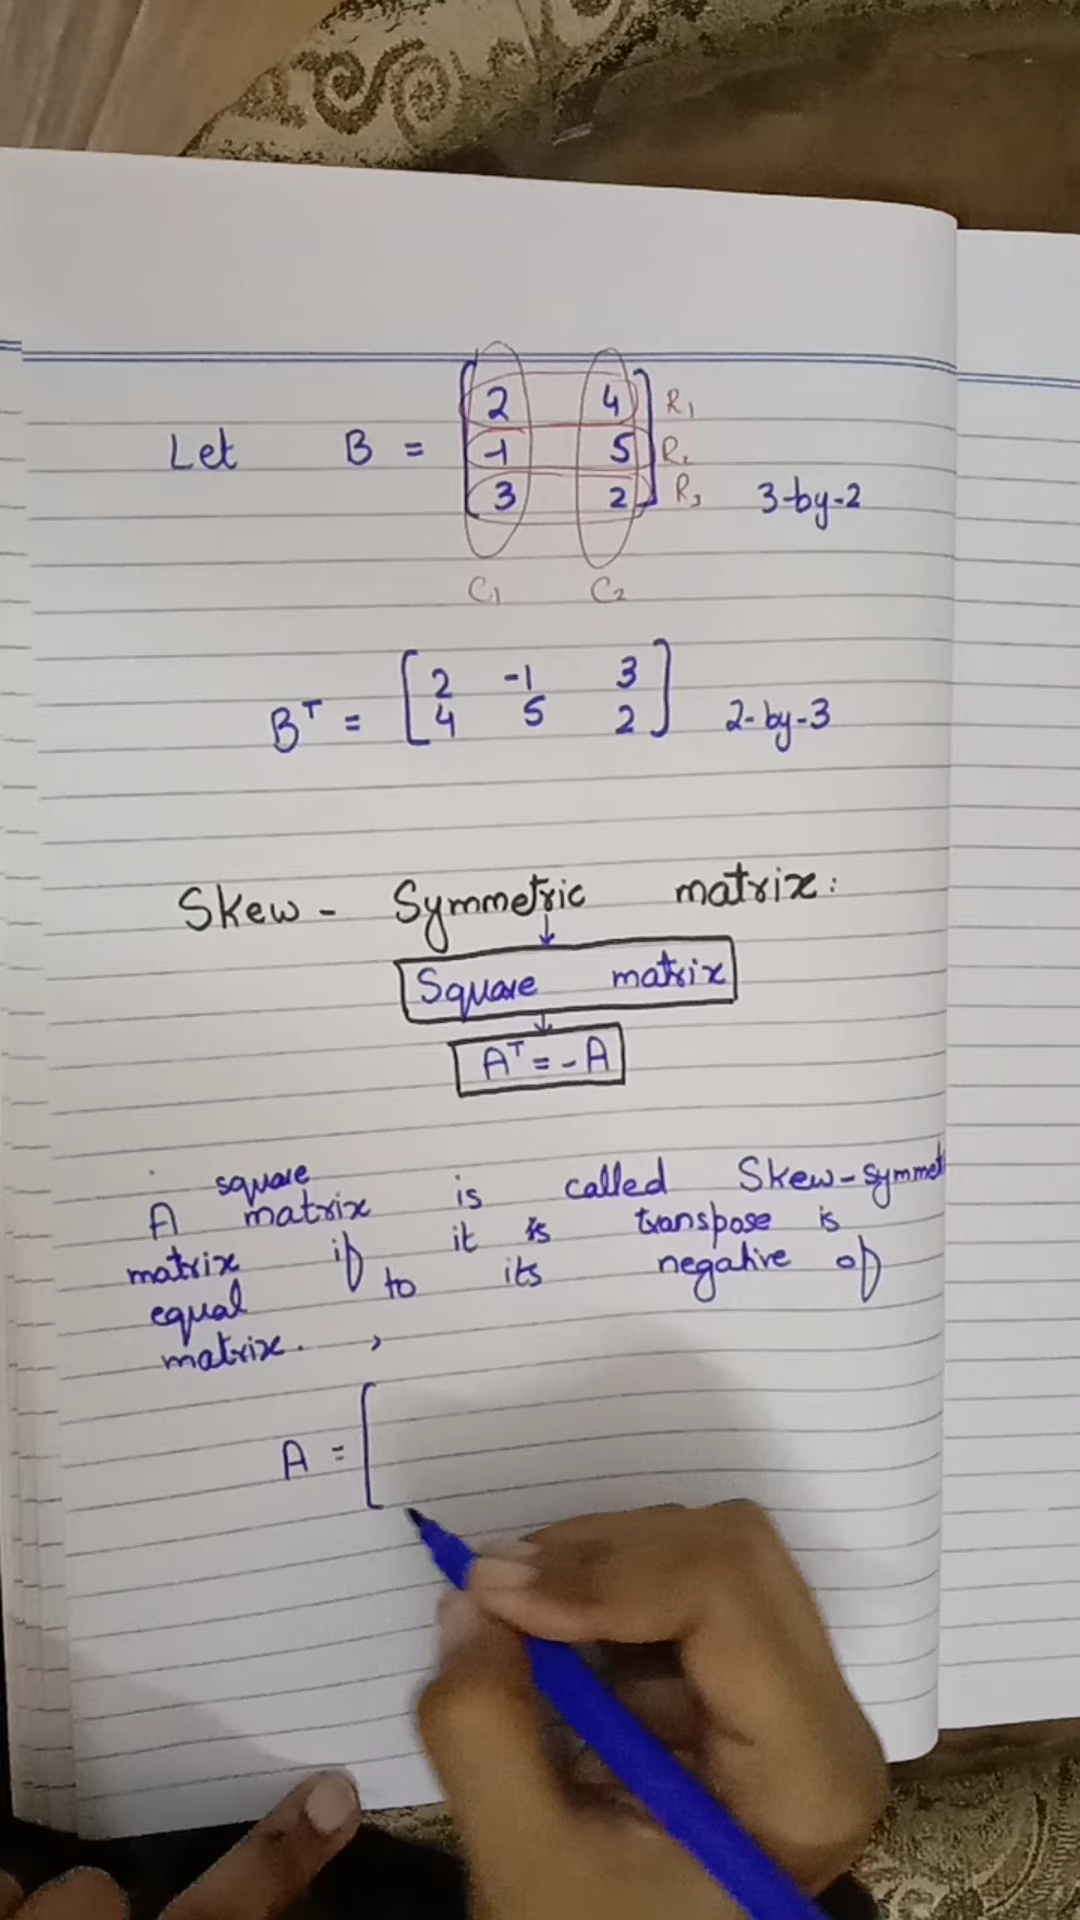 2 4 R1
Let B = -1 5 R2
3 2 R3 3-by-2
C1 C2
2 -1 3
B^T = 4 5 2 2-by-3
Skew - Symmetric matrix:
↓
Square matrix
↓
A^T = -A
A square matrix is called Skew-symmet
matrix if it is transpose is
equal to its negative of
matrix.
A = [